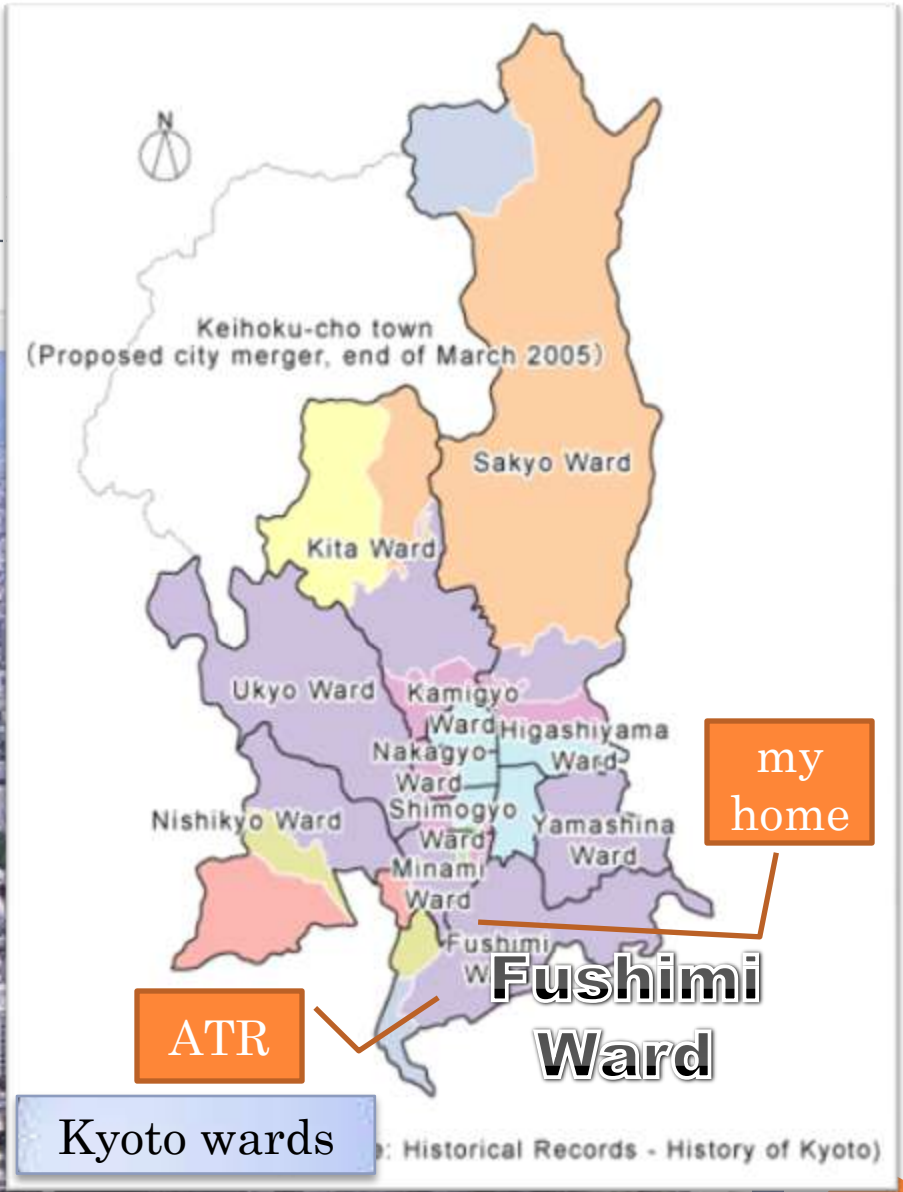 N
Keihoku-cho town
(Proposed city merger, end of March 2005)
Sakyo Ward
Kita Ward
Ukyo Ward
Kamigyo
Ward
Higashiyama
Ward
Nakagyo
Ward
my
home
Nishikyo Ward
Shimogyo
Ward
Yamashina
Ward
Minami
Ward
Fushimi
Fushimi
Ward
ATR
Kyoto wards
: Historical Records - History of Kyoto)